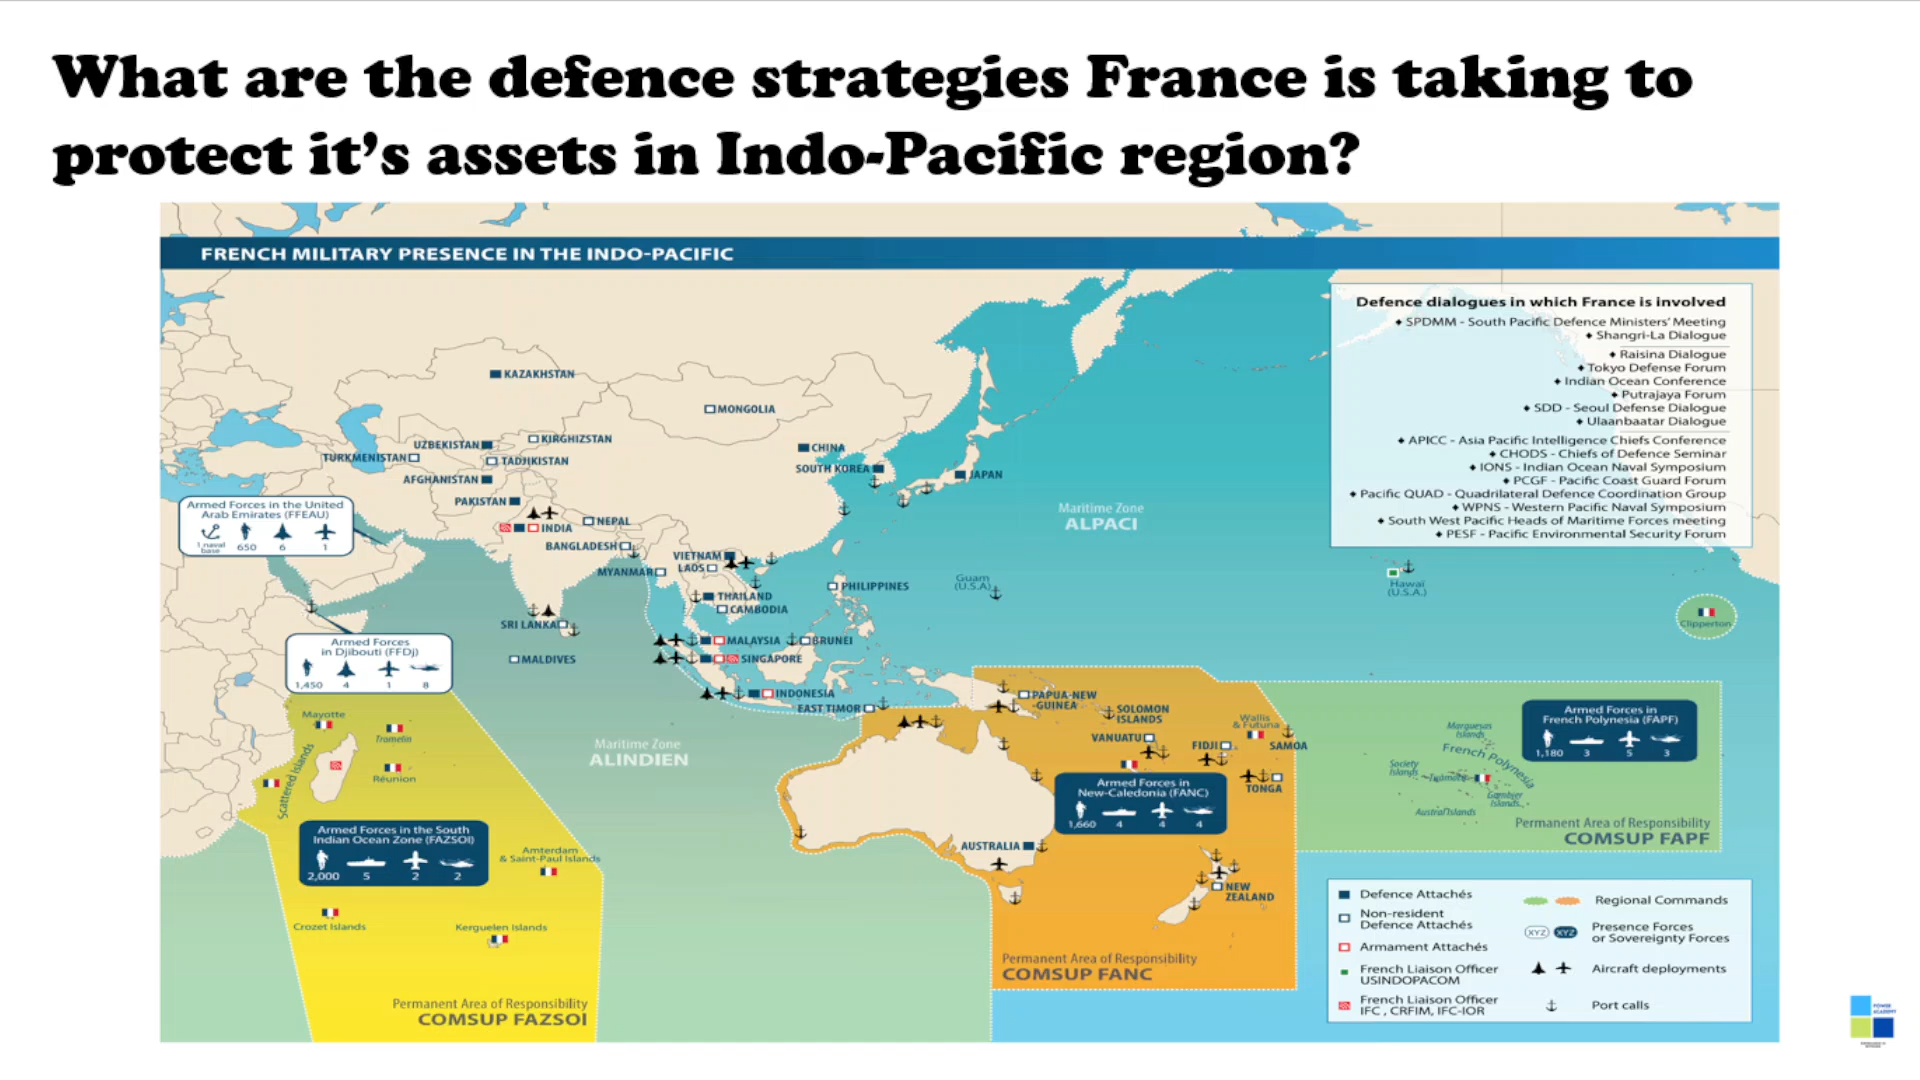 What are the defence strategies France is taking to
protect it's assets in Indo-Pacific region?
FRENCH MILITARY PRESENCE IN THE INDO-PACIFIC
Defence dialogues in which France is involved
SPDMM - South Pacific Defence Ministers' Meeting
Shangri-La Dialogue
Raisina Dialogue
Tokyo Defense Forum
Indian Ocean Conference
Putrajaya Forum
SDD - Seoul Defense Dialogue
Ulaanbaatar Dialogue
APICC - Asia Pacific Intelligence Chiefs Conference
CHODS - Chiefs of Defence Seminar
IONS - Indian Ocean Naval Symposium
PCGF - Pacific Coast Guard Forum
Pacific QUAD - Quadrilateral Defence Coordination Group
WPNS - Western Pacific Naval Symposium
South West Pacific Heads of Maritime Forces meeting
PESF - Pacific Environmental Security Forum
KAZAKHSTAN
MONGOLIA
UZBEKISTAN
KIRGHIZSTAN
CHINA
TURKMENISTAN
TADJIKISTAN
SOUTH KOREA
JAPAN
AFGHANISTAN
PAKISTAN
Armed Forces in the United
Arab Emirates (FFEAU)
1 naval
base
650 6 1
INDIA
NEPAL
BANGLADESH
Maritime Zone
ALPACI
VIETNAM
LAOS
MYANMAR
PHILIPPINES
Guam
(U.S.A)
Hawaï
(U.S.A.)
THAILAND
CAMBODIA
SRI LANKA
Clipperton
Armed Forces
in Djibouti (FFDj)
1,450 4 1 8
MALAYSIA
BRUNEI
MALDIVES
SINGAPORE
INDONESIA
EAST TIMOR
PAPUA-NEW
-GUINEA
SOLOMON
ISLANDS
Wallis
& Futuna
VANUATU
FIDJI
SAMOA
TONGA
Mayotte
Tromelin
Réunion
Scattered Islands
Maritime Zone
ALINDIEN
Marquesas
Islands
French Polynesia
Society
Islands
Gambier
Islands
Austral Islands
Armed Forces in
French Polynesia (FAPF)
1,180 3 5 3
Permanent Area of Responsibility
COMSUP FAPF
Armed Forces in
New-Caledonia (FANC)
1,660 4 4 4
Armed Forces in the South
Indian Ocean Zone (FAZSOI)
2,000 5 2 2
Amsterdam
& Saint-Paul Islands
AUSTRALIA
NEW
ZEALAND
Crozet Islands
Kerguelen Islands
Permanent Area of Responsibility
COMSUP FANC
Permanent Area of Responsibility
COMSUP FAZSOI
Defence Attachés
Non-resident
Defence Attachés
Armament Attachés
French Liaison Officer
USINDOPACOM
French Liaison Officer
IFC , CRFIM, IFC-IOR
Regional Commands
XYZ XYZ
Presence Forces
or Sovereignty Forces
Aircraft deployments
Port calls